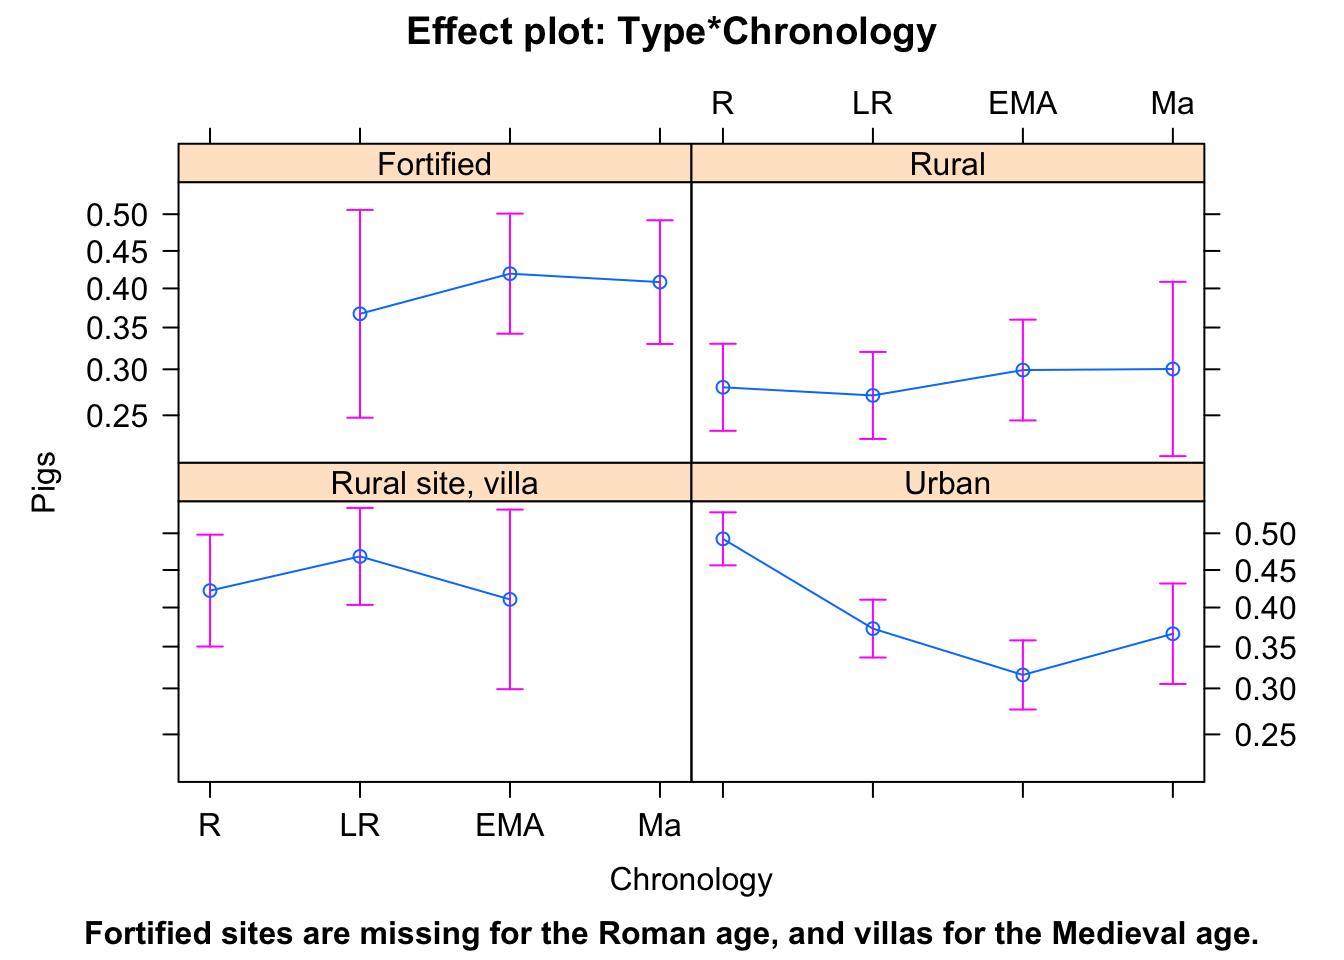 Effect plot: Type*Chronology
R LR EMA Ma
Fortified Rural
0.50
0.45
0.40
0.35
0.30
0.25
Pigs
Rural site, villa Urban
0.50
0.45
0.40
0.35
0.30
0.25
R LR EMA Ma
Chronology
Fortified sites are missing for the Roman age, and villas for the Medieval age.